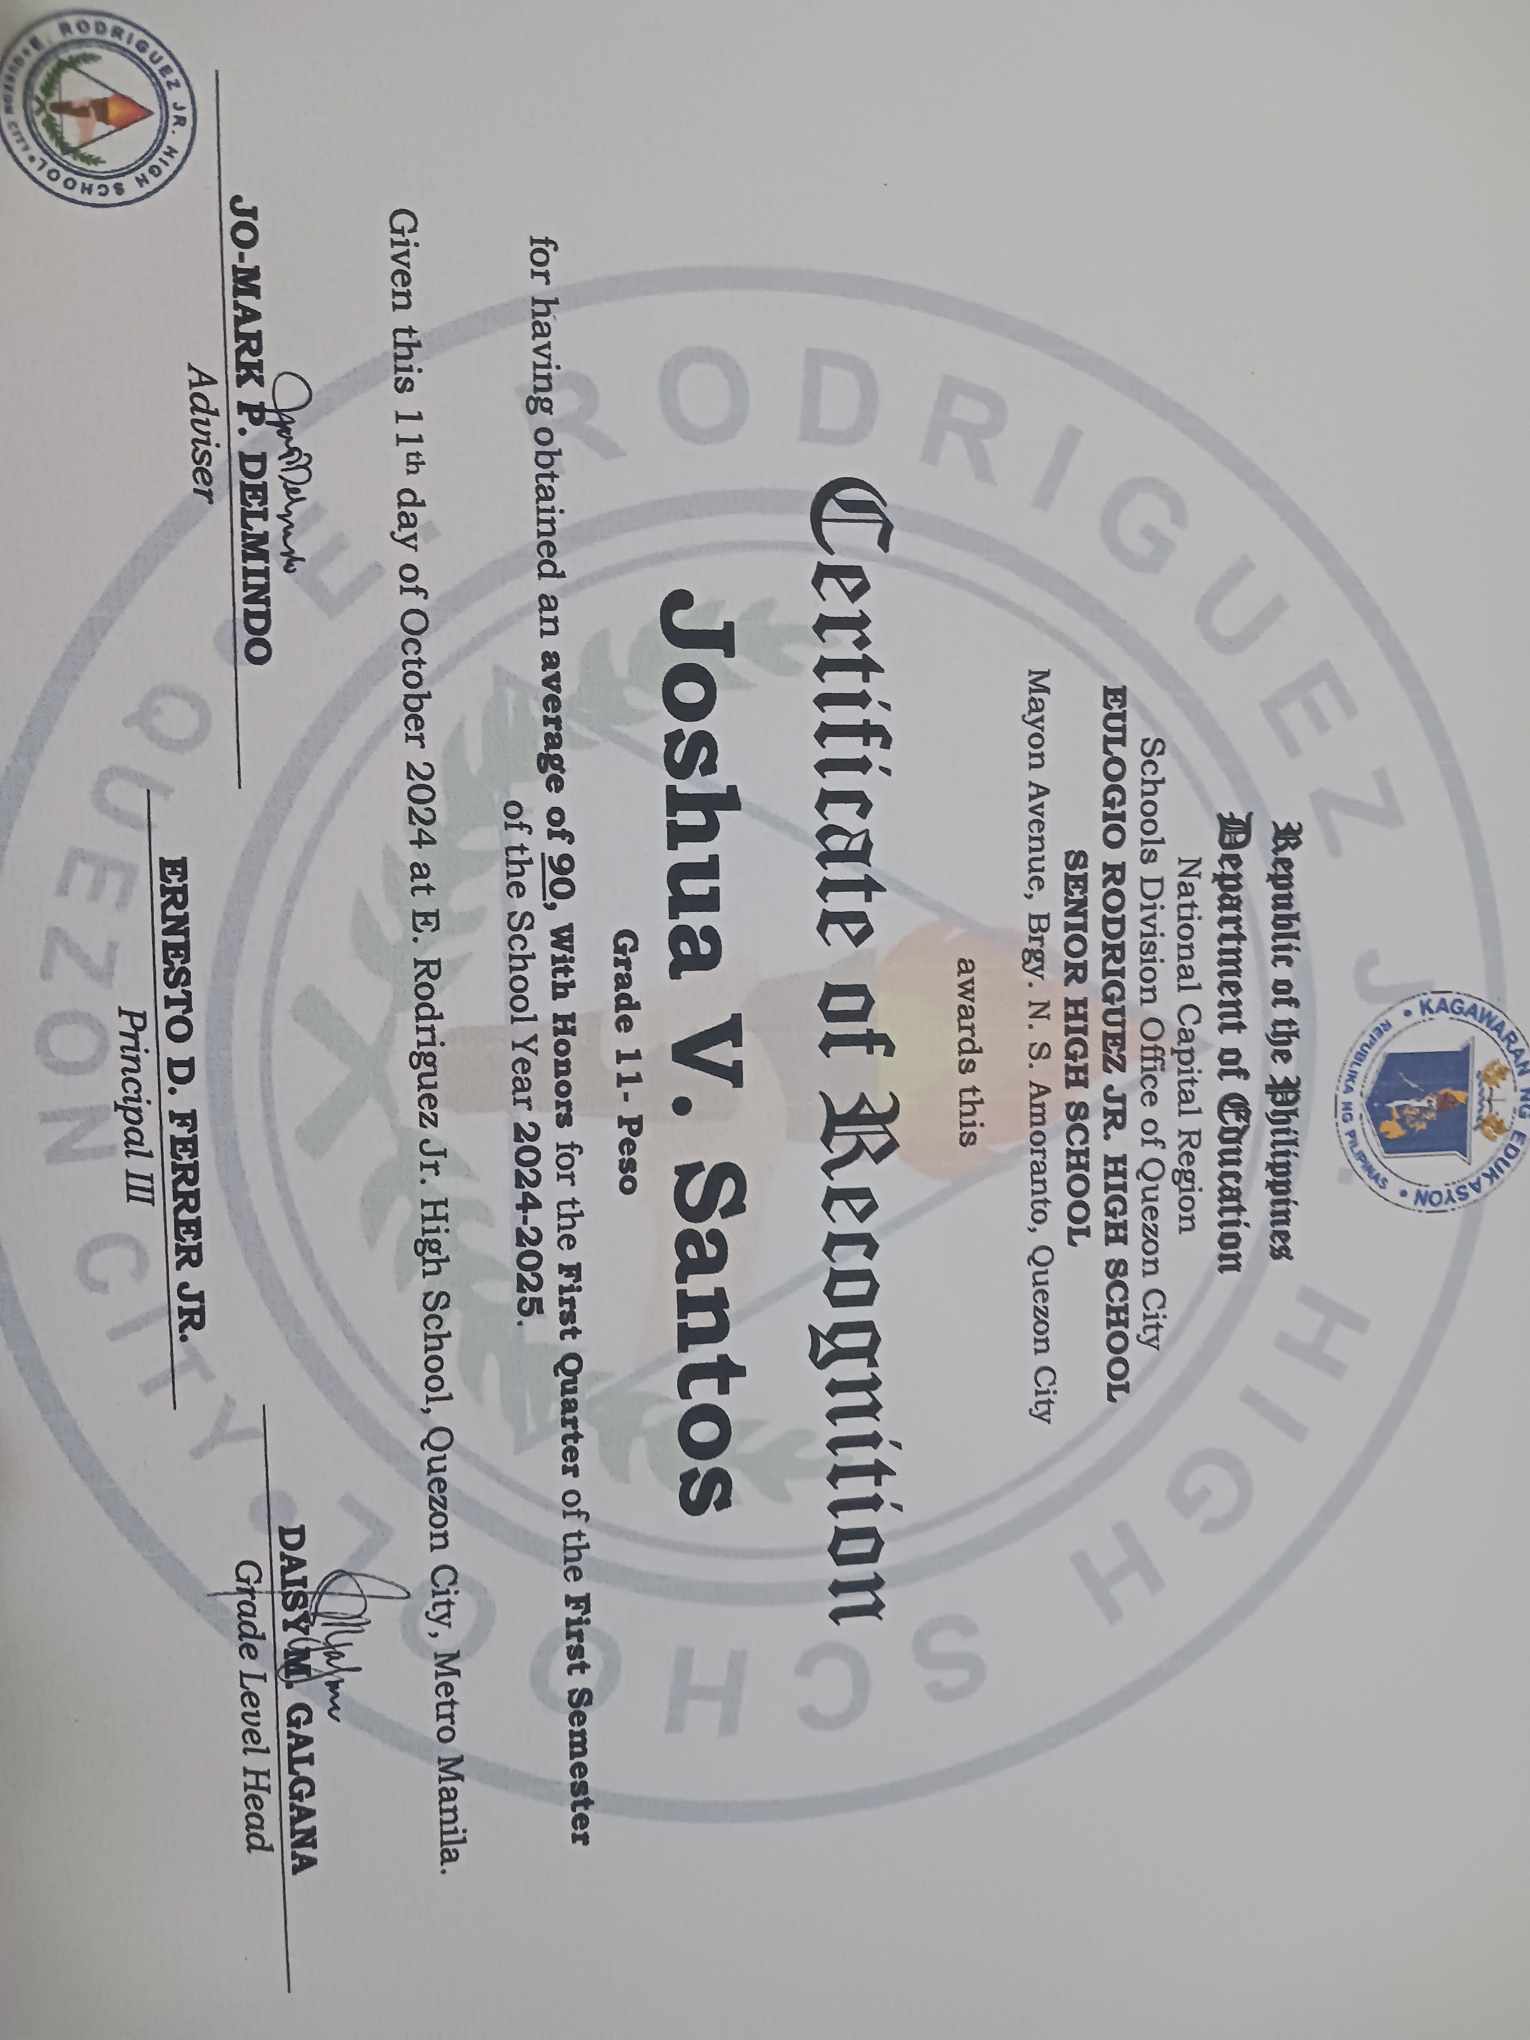 KAGAWARAN NG EDUKASYON
REPUBLIKA NG PILIPINAS
Republic of the Philippines
Department of Education
National Capital Region
Schools Division Office of Quezon City
EULOGIO RODRIGUEZ JR. HIGH SCHOOL
SENIOR HIGH SCHOOL
Mayon Avenue, Brgy. N. S. Amoranto, Quezon City
awards this
Certificate of Recognition
Joshua V. Santos
Grade 11- Peso
for having obtained an average of 90, With Honors for the First Quarter of the First Semester
of the School Year 2024-2025.
Given this 11th day of October 2024 at E. Rodriguez Jr. High School, Quezon City, Metro Manila.
JO-MARK P. DELMINDO
Adviser
ERNESTO D. FERRER JR.
Principal III
DAISY M. GALGANA
Grade Level Head
E. RODRIGUEZ JR. HIGH SCHOOL
QUEZON CITY
E. RODRIGUEZ JR. HIGH SCHOOL